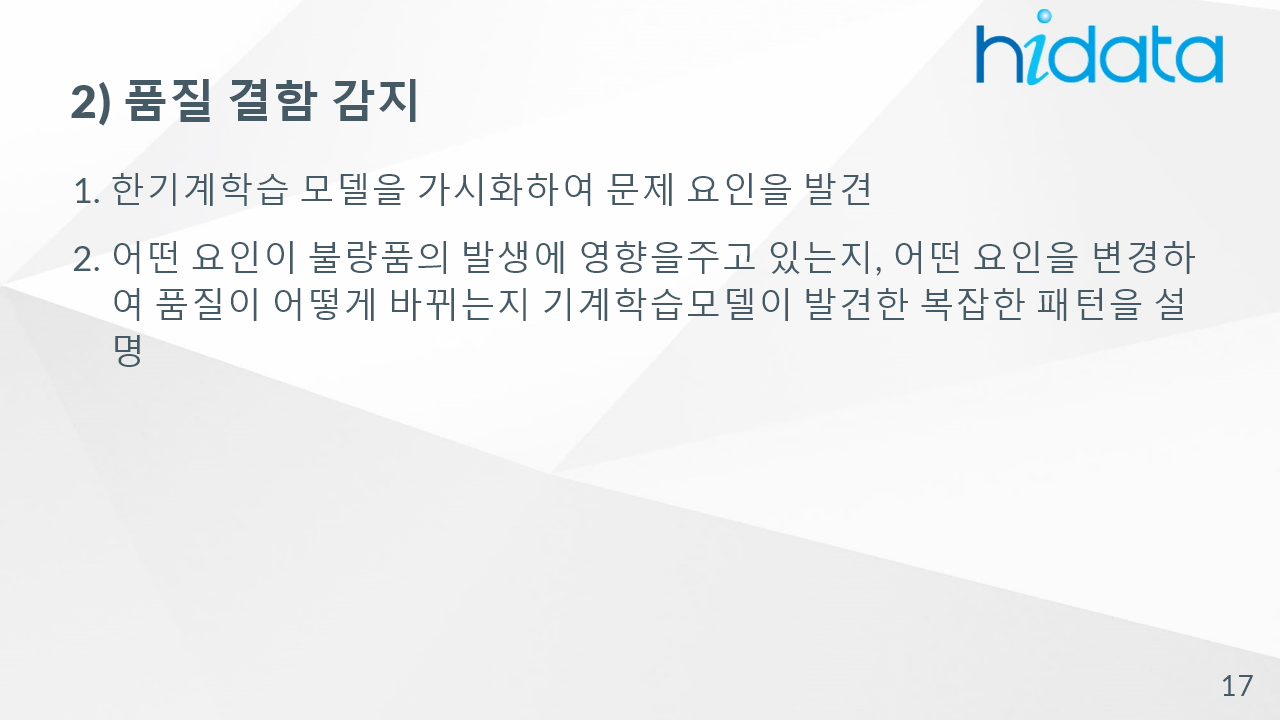 hidata
2) 품질 결함 감지
1. 한기계학습 모델을 가시화하여 문제 요인을 발견
2. 어떤 요인이 불량품의 발생에 영향을주고 있는지, 어떤 요인을 변경하
여 품질이 어떻게 바뀌는지 기계학습모델이 발견한 복잡한 패턴을 설
명
17